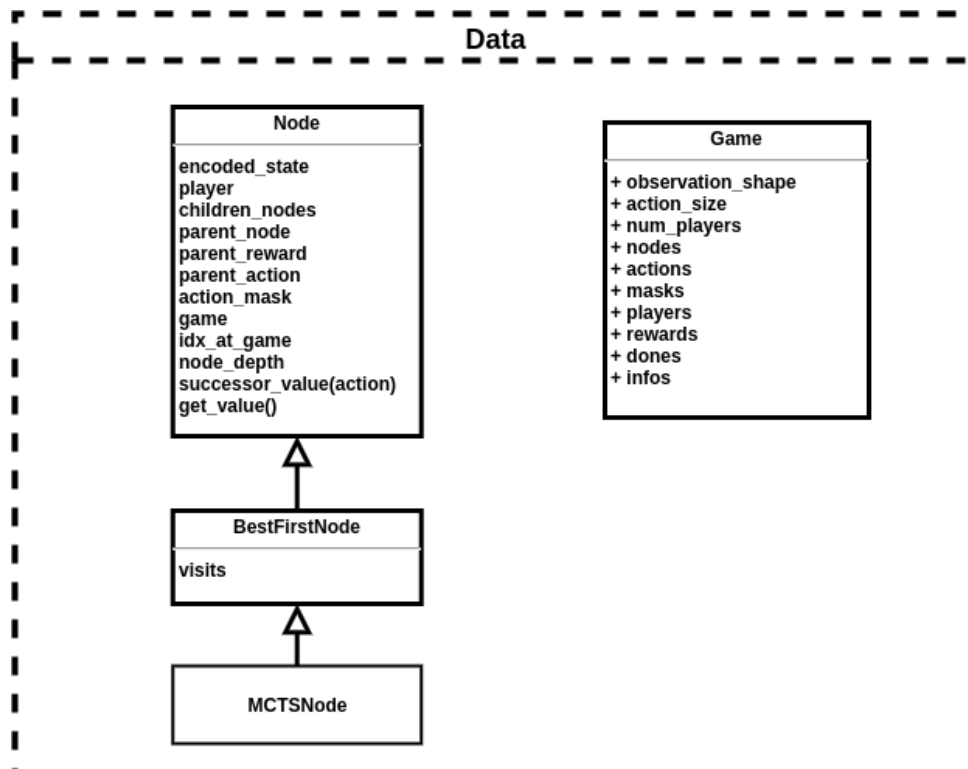 Data
Node
encoded_state
player
children_nodes
parent_node
parent_reward
parent_action
action_mask
game
idx_at_game
node_depth
successor_value(action)
get_value()
Game
+ observation_shape
+ action_size
+ num_players
+ nodes
+ actions
+ masks
+ players
+ rewards
+ dones
+ infos
BestFirstNode
visits
MCTSNode